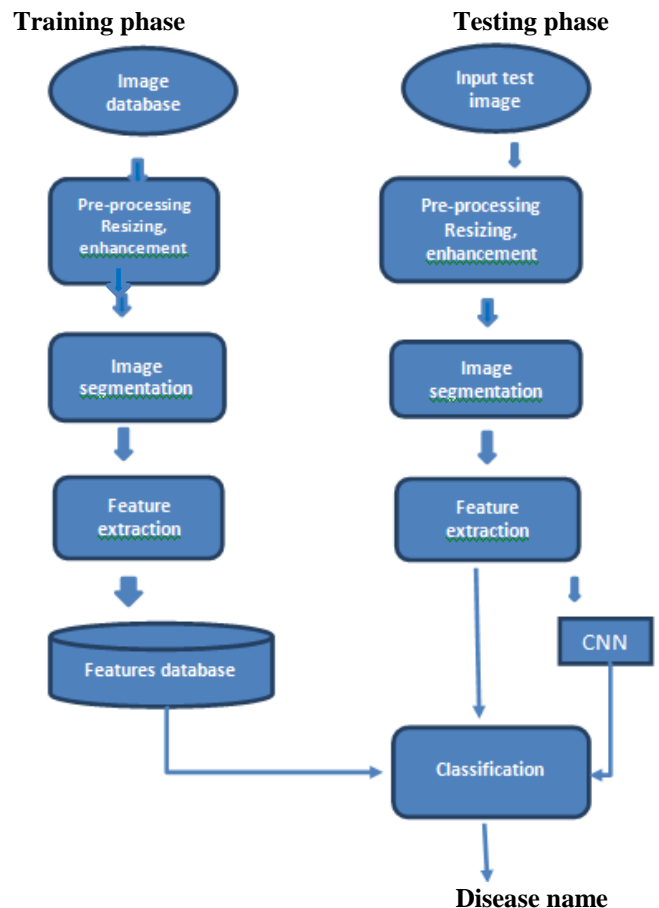 Training phase
Testing phase
Image
database
Input test
image
Pre-processing
Resizing,
enhancement
Pre-processing
Resizing,
enhancement
Image
segmentation
Image
segmentation
Feature
extraction
Feature
extraction
CNN
Features database
Classification
Disease name